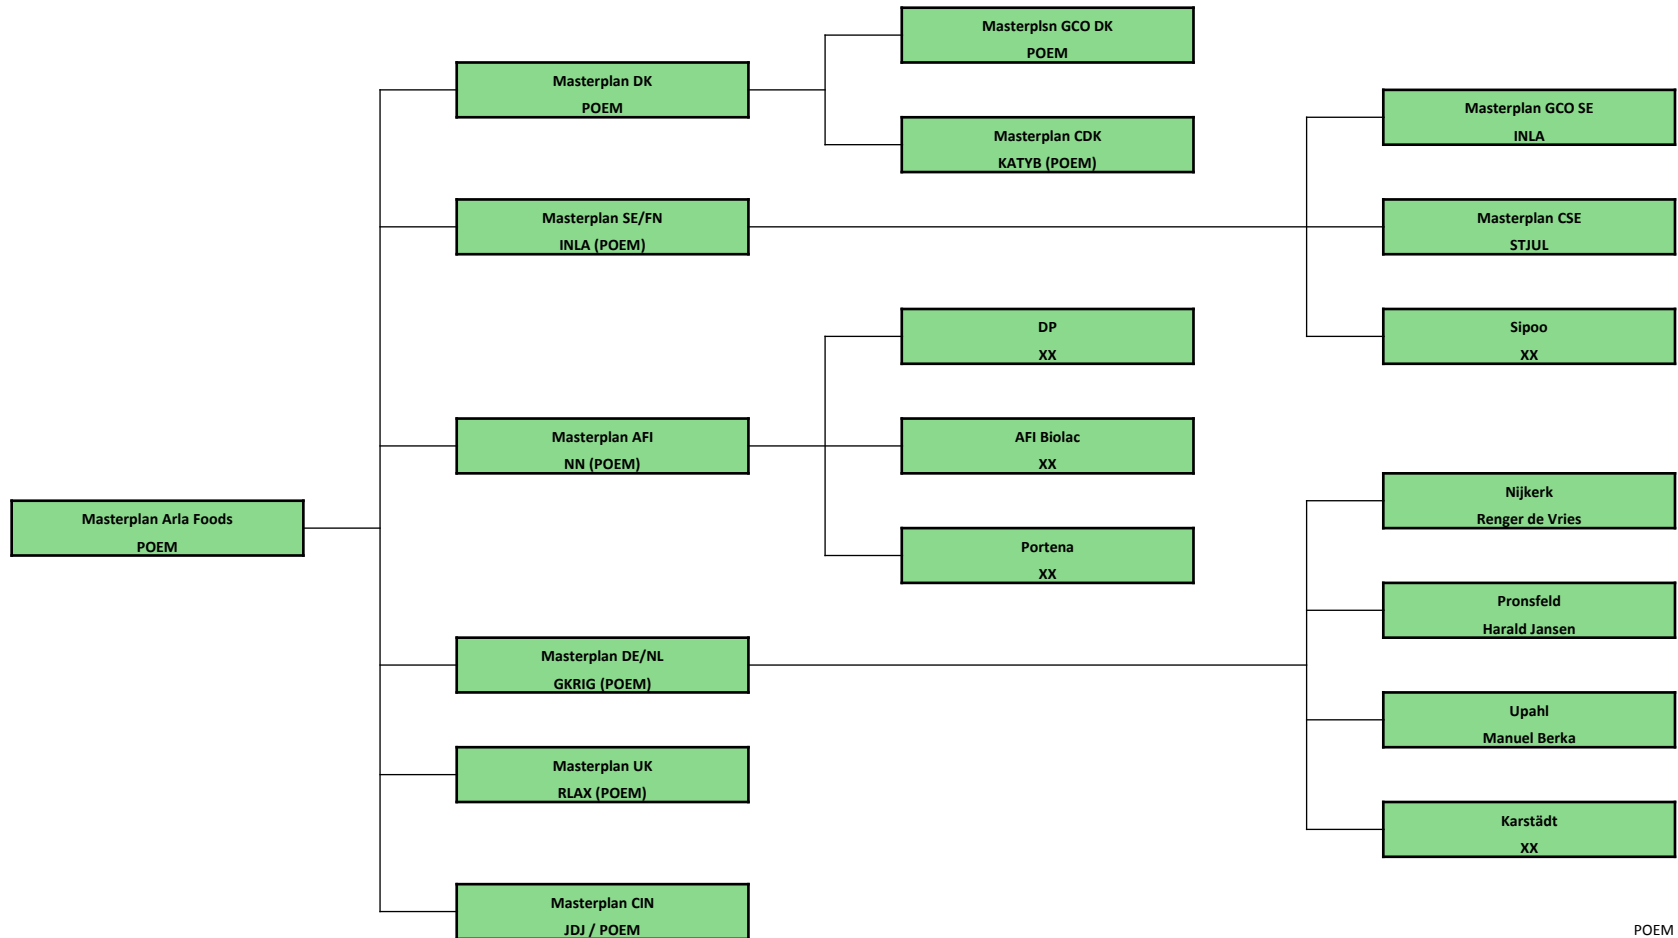 Masterplsn GCO DK
POEM
Masterplan DK
POEM
Masterplan GCO SE
INLA
Masterplan CDK
KATYB (POEM)
Masterplan SE/FN
INLA (POEM)
Masterplan CSE
STJUL
DP
XX
Sipoo
XX
Masterplan AFI
NN (POEM)
AFI Biolac
XX
Nijkerk
Renger de Vries
Masterplan Arla Foods
POEM
Portena
XX
Pronsfeld
Harald Jansen
Masterplan DE/NL
GKRIG (POEM)
Upahl
Manuel Berka
Masterplan UK
RLAX (POEM)
Karstädt
XX
Masterplan CIN
JDJ / POEM
POEM